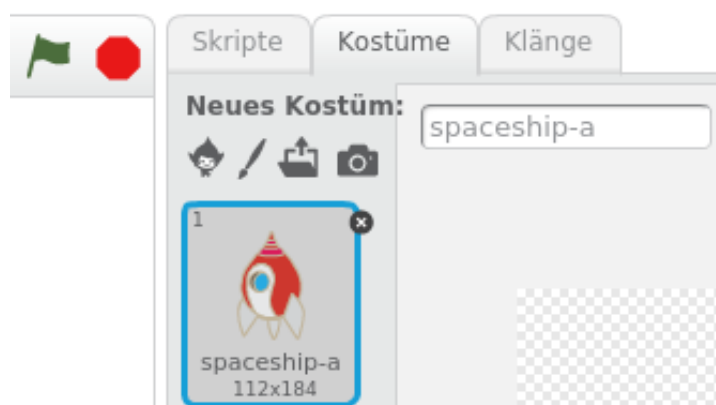 Skripte
Kostüme
Klänge
Neues Kostüm:
spaceship-a
1
spaceship-a
112x184